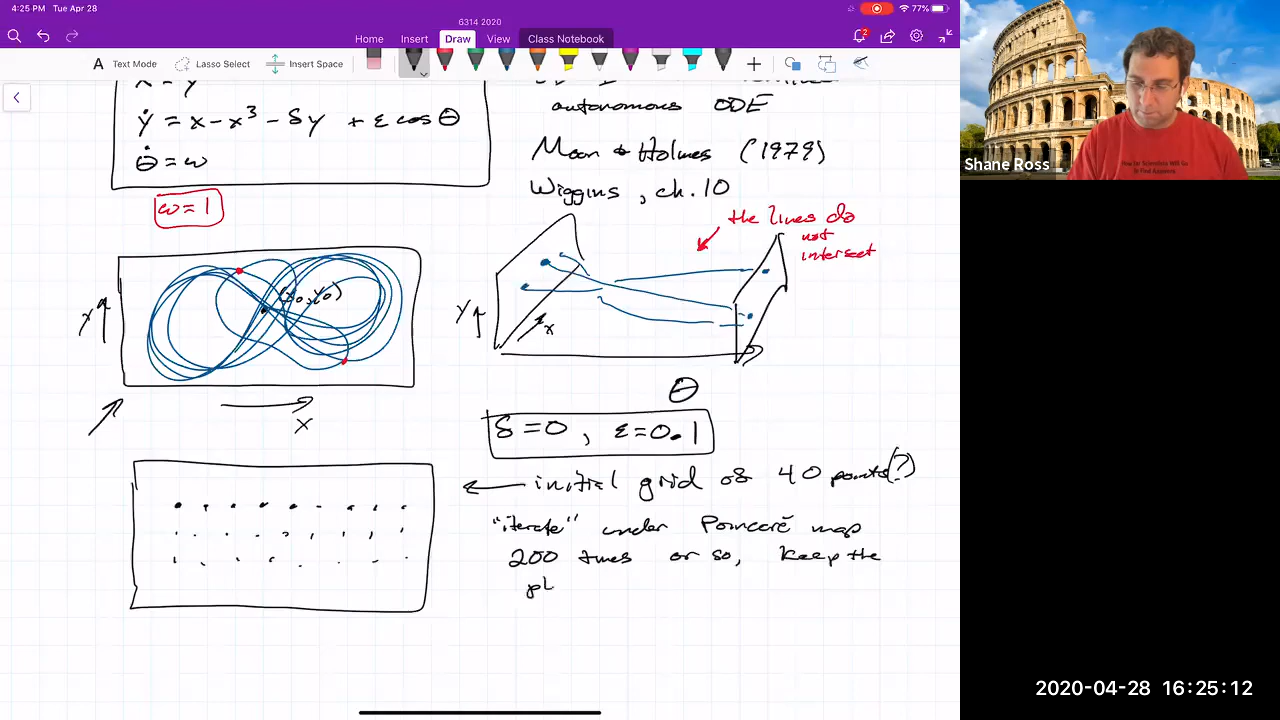 4:25 PM Tue Apr 28
77%
6314 2020
Home Insert Draw View Class Notebook
2
A Text Mode Lasso Select Insert Space
ẋ = y
ẏ = x - x³ - δy + ε cos θ
θ̇ = ω
ω = 1
autonomous ODE
Moon & Holmes (1979)
Wiggins, ch. 10
the lines do
not
intersect
(x₀, y₀)
Y
X
Y
x
θ
δ = 0, ε = 0.1
initial grid of 40 points(?)
"iterate" under Poincaré map
200 times or so, keep the
pl
Shane Ross
2020-04-28 16:25:12